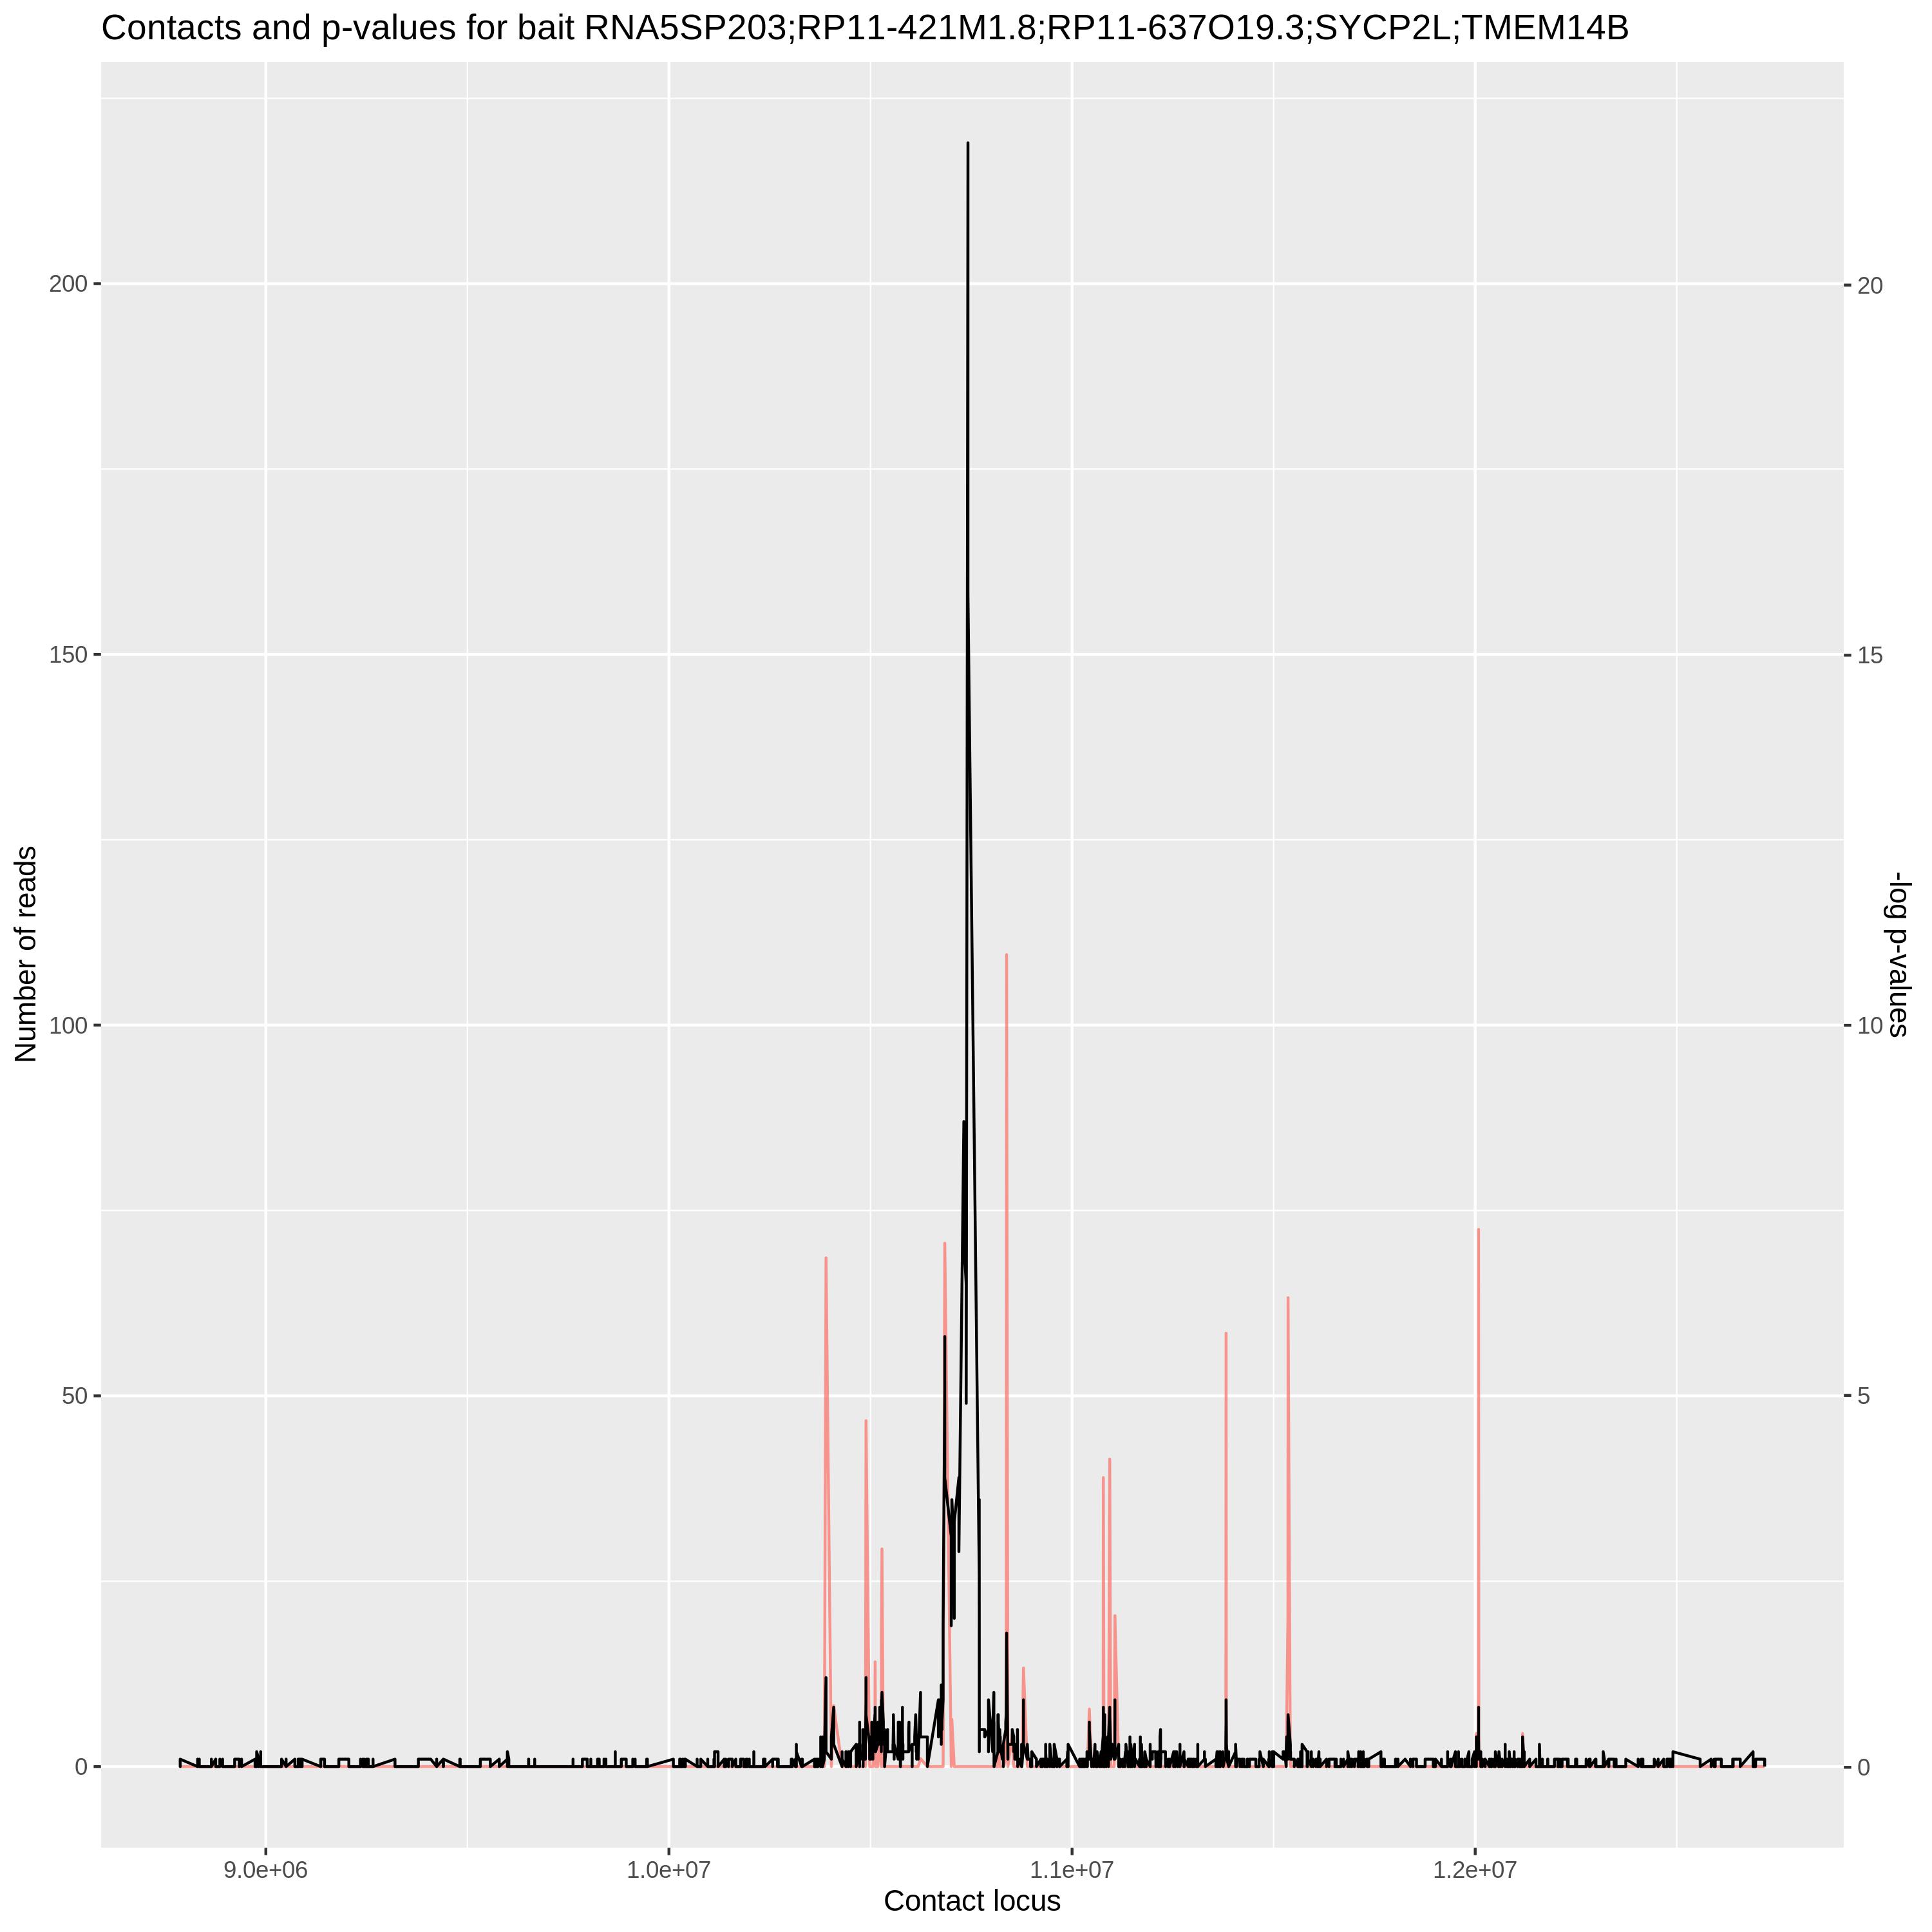 Contacts and p-values for bait RNA5SP203;RP11-421M1.8;RP11-637O19.3;SYCP2L;TMEM14B
Number of reads
200
150
100
50
0
20
15
10
5
0
-log p-values
9.0e+06
1.0e+07
1.1e+07
1.2e+07
Contact locus